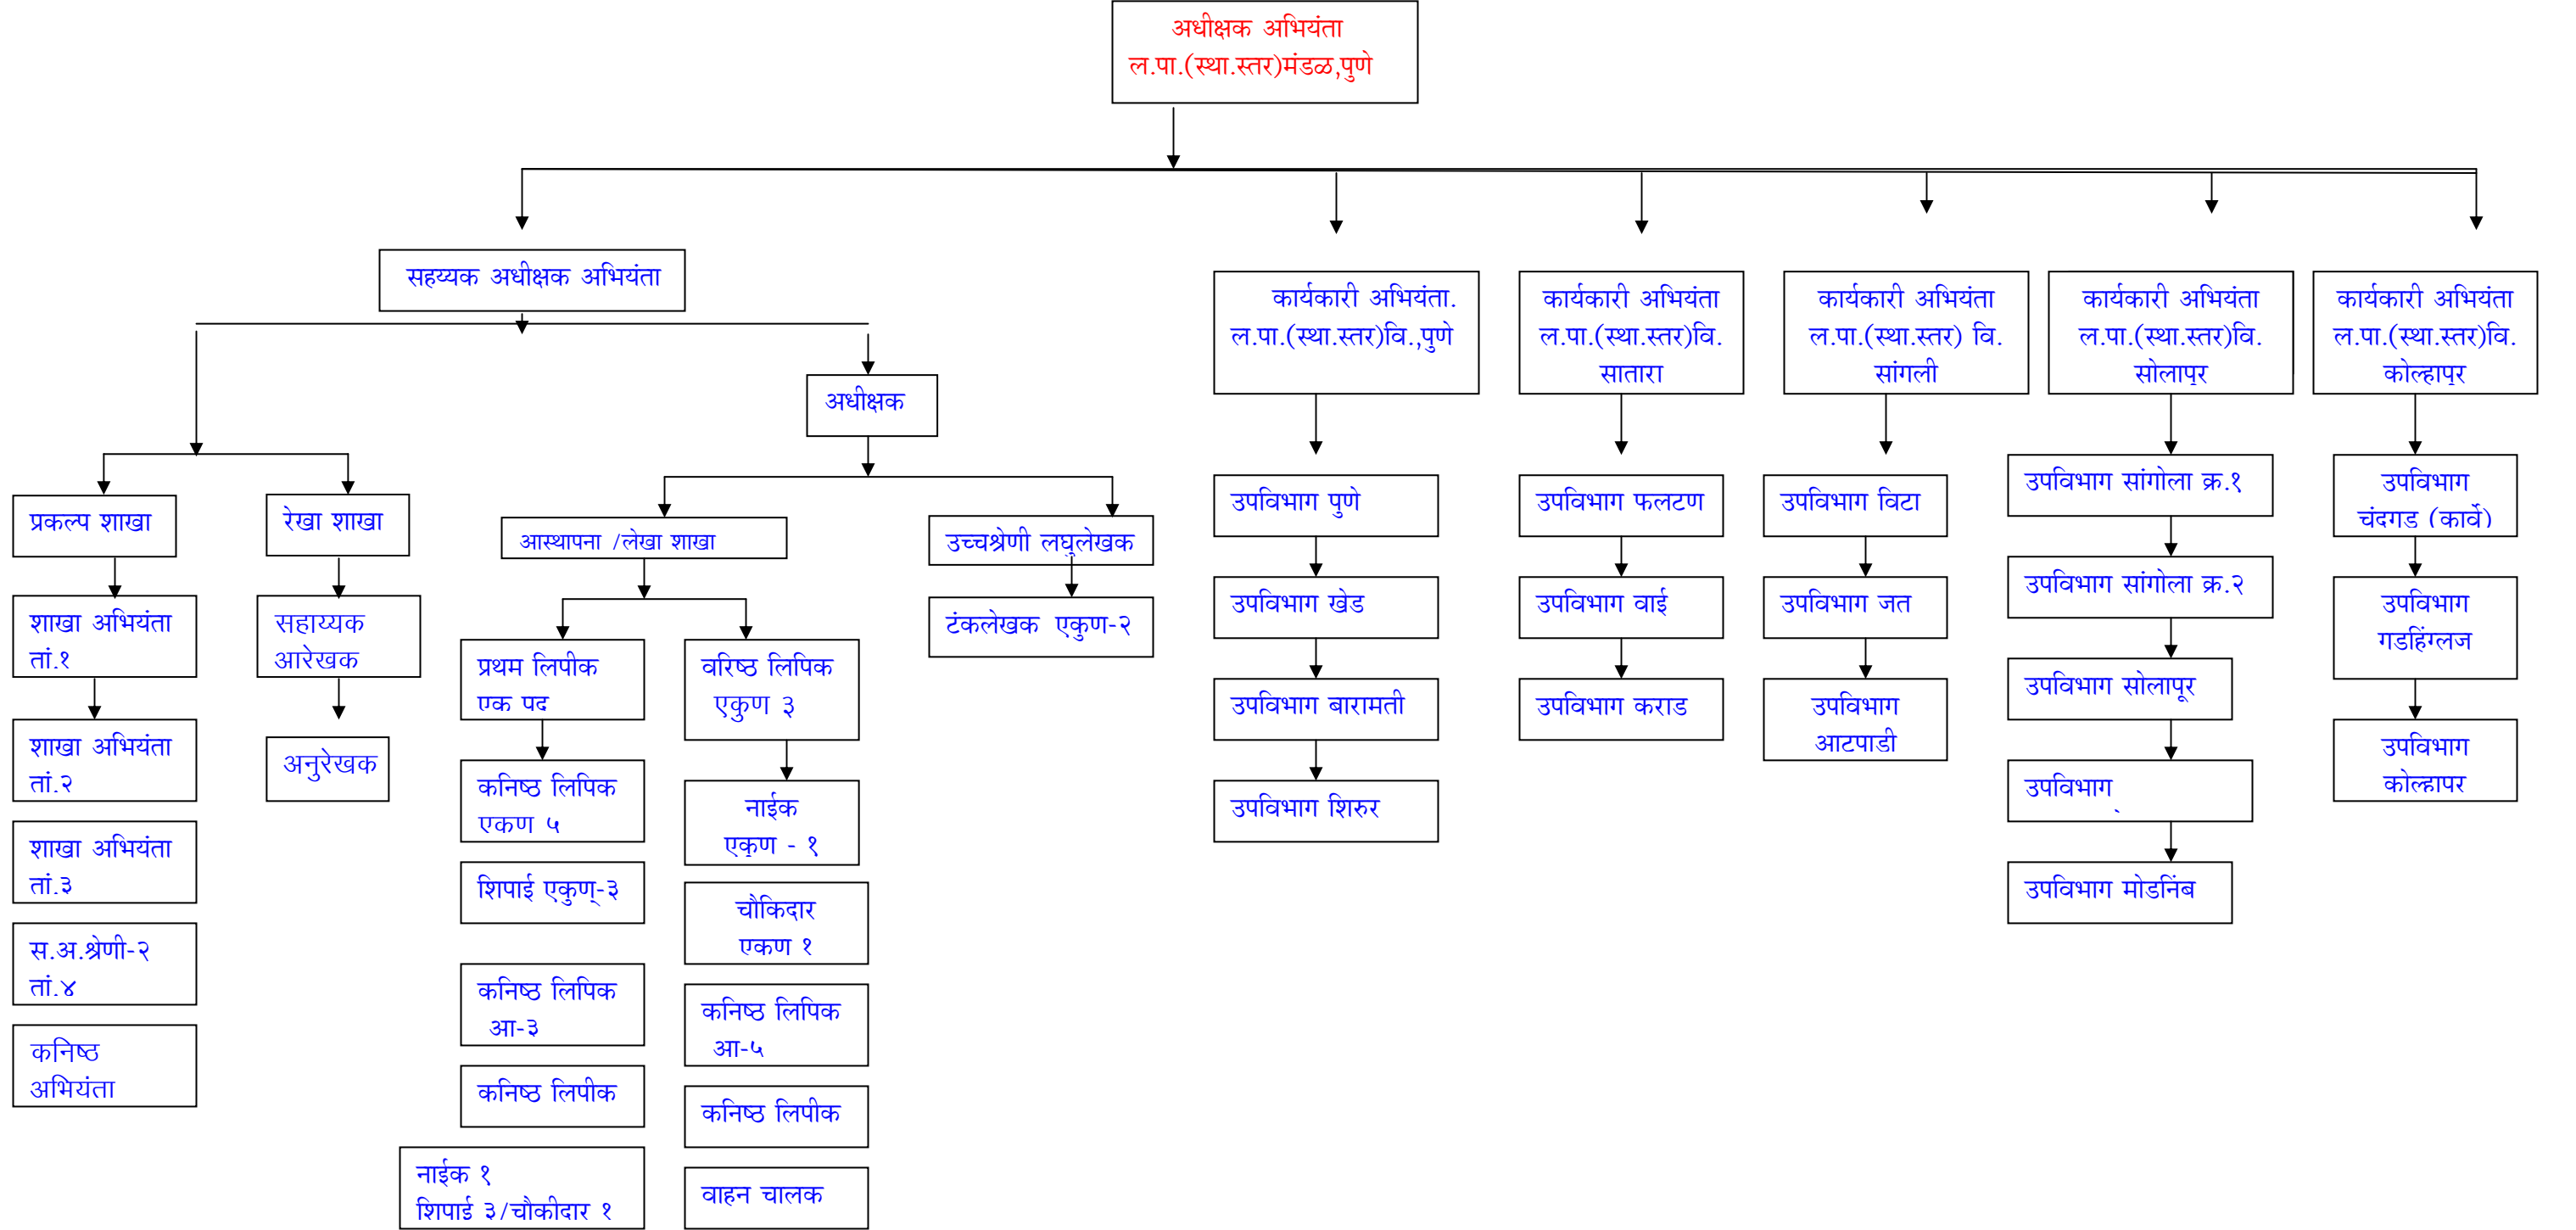 अधीक्षक अभियंता
ल.पा.(स्था.स्तर)मंडळ,पुणे
सहय्यक अधीक्षक अभियंता
कार्यकारी अभियंता.
ल.पा.(स्था.स्तर)वि.,पुणे
कार्यकारी अभियंता
ल.पा.(स्था.स्तर)वि.
सातारा
कार्यकारी अभियंता
ल.पा.(स्था.स्तर) वि.
सांगली
कार्यकारी अभियंता
ल.पा.(स्था.स्तर)वि.
सोलापूर
कार्यकारी अभियंता
ल.पा.(स्था.स्तर)वि.
कोल्हापूर
अधीक्षक
प्रकल्प शाखा
रेखा शाखा
आस्थापना /लेखा शाखा
उच्चश्रेणी लघुलेखक
टंकलेखक एकुण-२
शाखा अभियंता
तां.१
शाखा अभियंता
तां.२
शाखा अभियंता
तां.३
स.अ.श्रेणी-२
तां.४
कनिष्ठ
अभियंता
सहाय्यक
आरेखक
अनुरेखक
प्रथम लिपीक
एक पद
कनिष्ठ लिपिक
एकुण ५
शिपाई एकुण्-३
कनिष्ठ लिपिक
आ-३
कनिष्ठ लिपीक
नाईक १
शिपाई ३/चौकीदार १
वरिष्ठ लिपिक
एकुण ३
नाईक
एकुण - १
चौकिदार
एकुण १
कनिष्ठ लिपिक
आ-५
कनिष्ठ लिपीक
वाहन चालक
उपविभाग पुणे
उपविभाग खेड
उपविभाग बारामती
उपविभाग शिरुर
उपविभाग फलटण
उपविभाग वाई
उपविभाग कराड
उपविभाग विटा
उपविभाग जत
उपविभाग
आटपाडी
उपविभाग सांगोला क्र.१
उपविभाग सांगोला क्र.२
उपविभाग सोलापूर
उपविभाग
उपविभाग मोडनिंब
उपविभाग
चंदगड (कार्वे)
उपविभाग
गडहिंग्लज
उपविभाग
कोल्हापूर